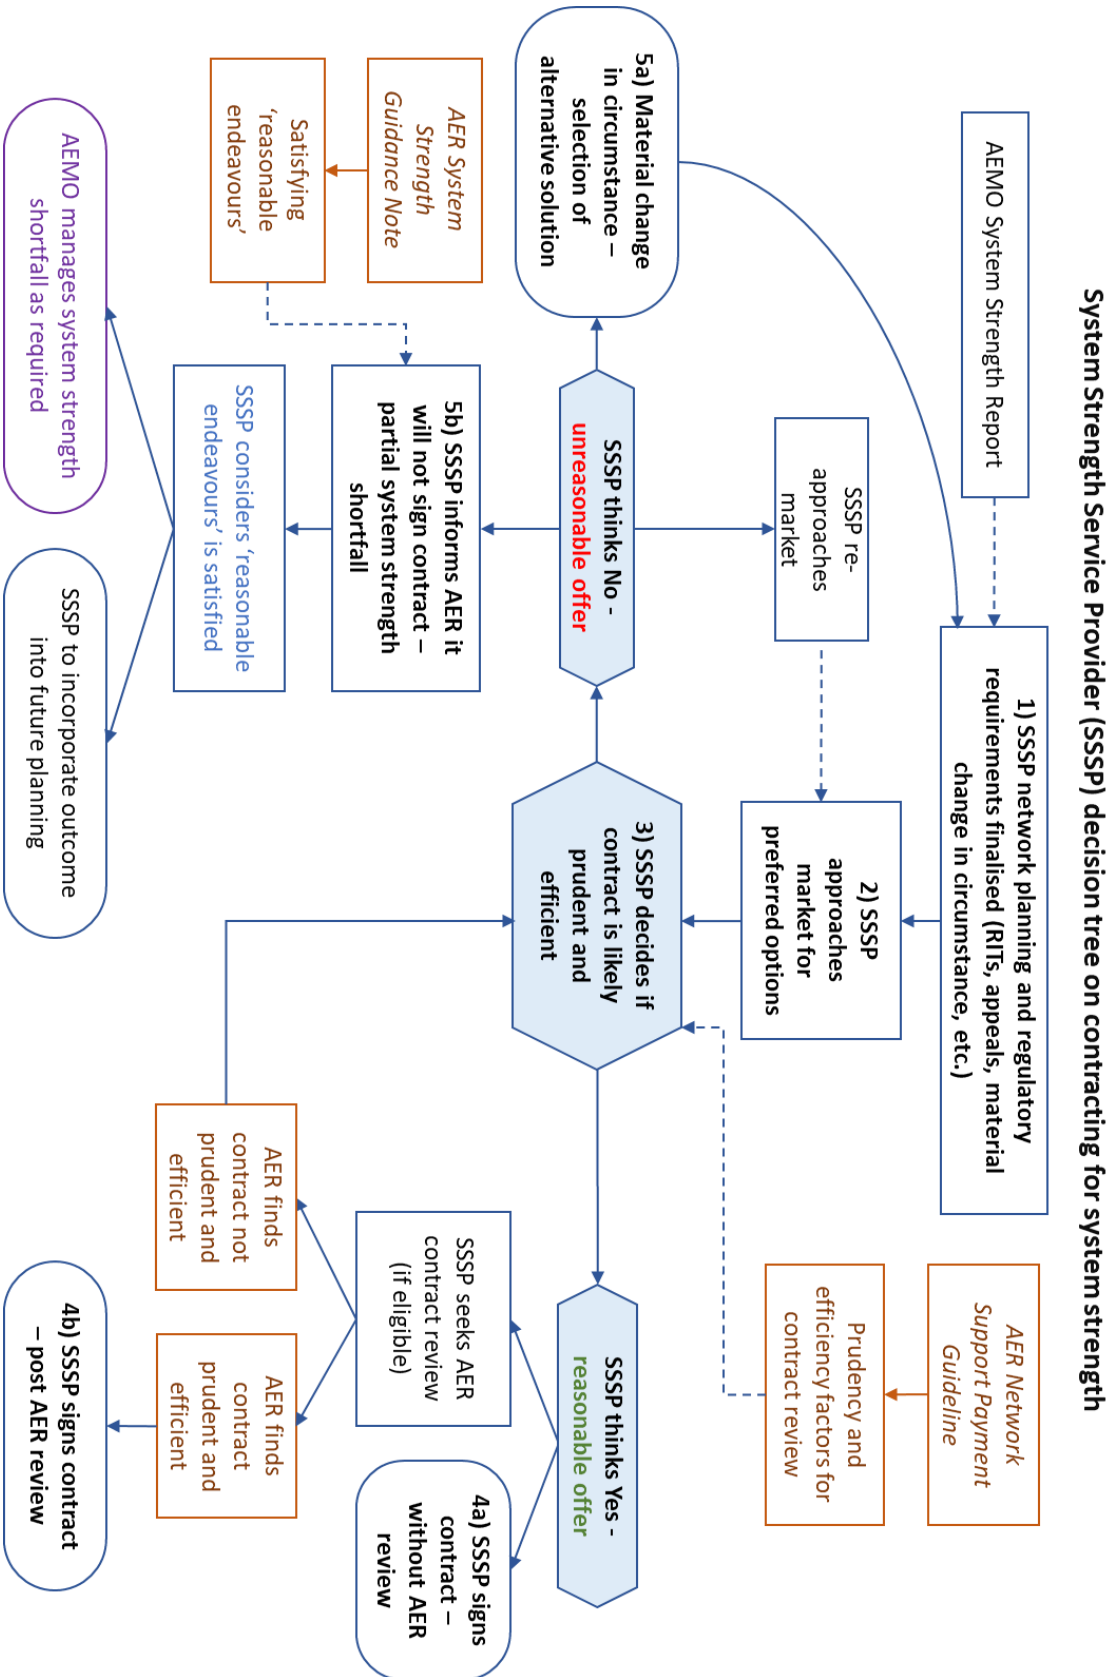 System Strength Service Provider (SSSP) decision tree on contracting for system strength
AEMO System Strength Report
1) SSSP network planning and regulatory
requirements finalised (RITs, appeals, material
change in circumstance, etc.)
AER Network
Support Payment
Guideline
SSSP re-
approaches
market
2) SSSP
approaches
market for
preferred options
Prudency and
efficiency factors for
contract review
5a) Material change
in circumstance –
selection of
alternative solution
SSSP thinks No -
unreasonable offer
3) SSSP decides if
contract is likely
prudent and
efficient
SSSP thinks Yes -
reasonable offer
AER System
Strength
Guidance Note
Satisfying
‘reasonable
endeavours’
5b) SSSP informs AER it
will not sign contract –
partial system strength
shortfall
SSSP seeks AER
contract review
(if eligible)
4a) SSSP signs
contract –
without AER
review
SSSP considers ‘reasonable
endeavours’ is satisfied
AER finds
contract not
prudent and
efficient
AER finds
contract
prudent and
efficient
AEMO manages system strength
shortfall as required
SSSP to incorporate outcome
into future planning
4b) SSSP signs contract
– post AER review